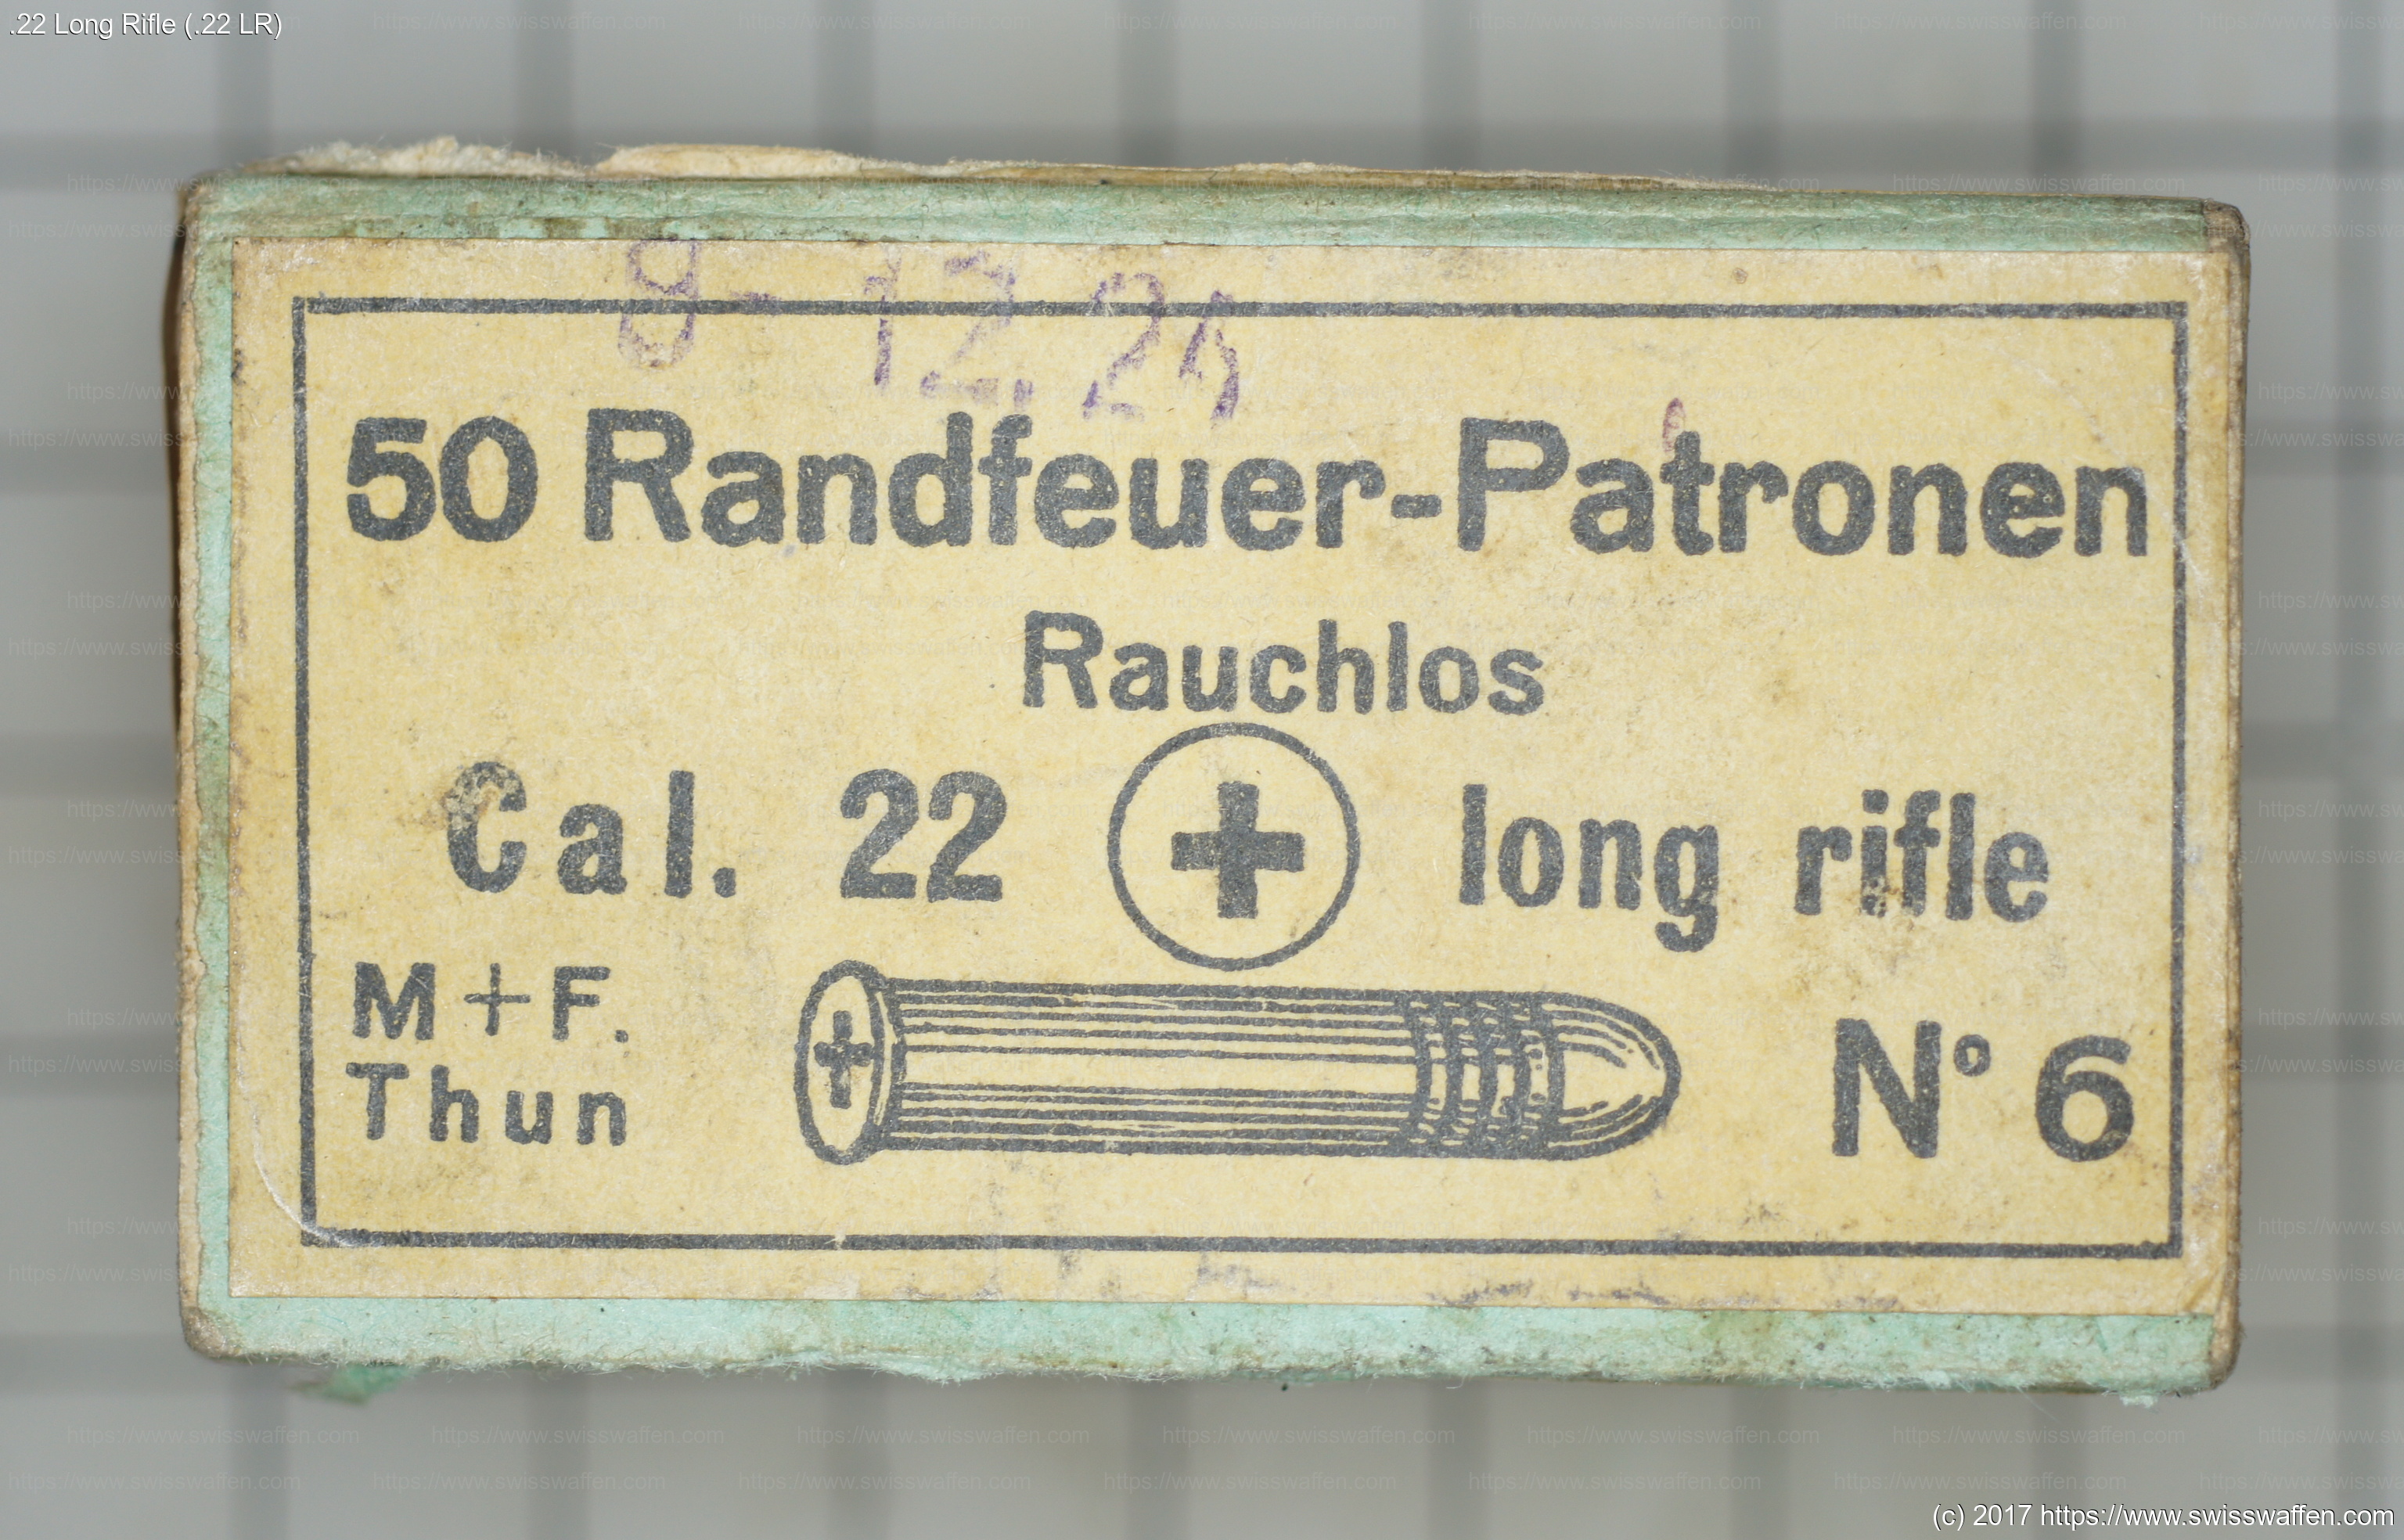 .22 Long Rifle (.22 LR)
50 Randfeuer-Patronen
Rauchlos
Cal. 22 + long rifle
M+F.
Thun
N° 6
(c) 2017 https://www.swisswaffen.com